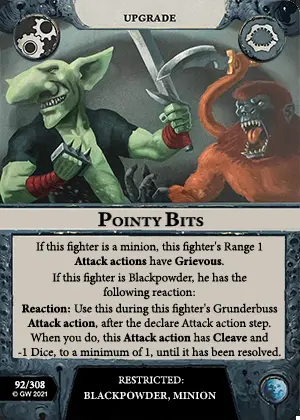 UPGRADE
POINTY BITS
If this fighter is a minion, this fighter's Range 1
Attack actions have Grievous.
If this fighter is Blackpowder, he has the
following reaction:
Reaction: Use this during this fighter's Grunderbuss
Attack action, after the declare Attack action step.
When you do, this Attack action has Cleave and
-1 Dice, to a minimum of 1, until it has been resolved.
92/308
© GW 2021
RESTRICTED:
BLACKPOWDER, MINION